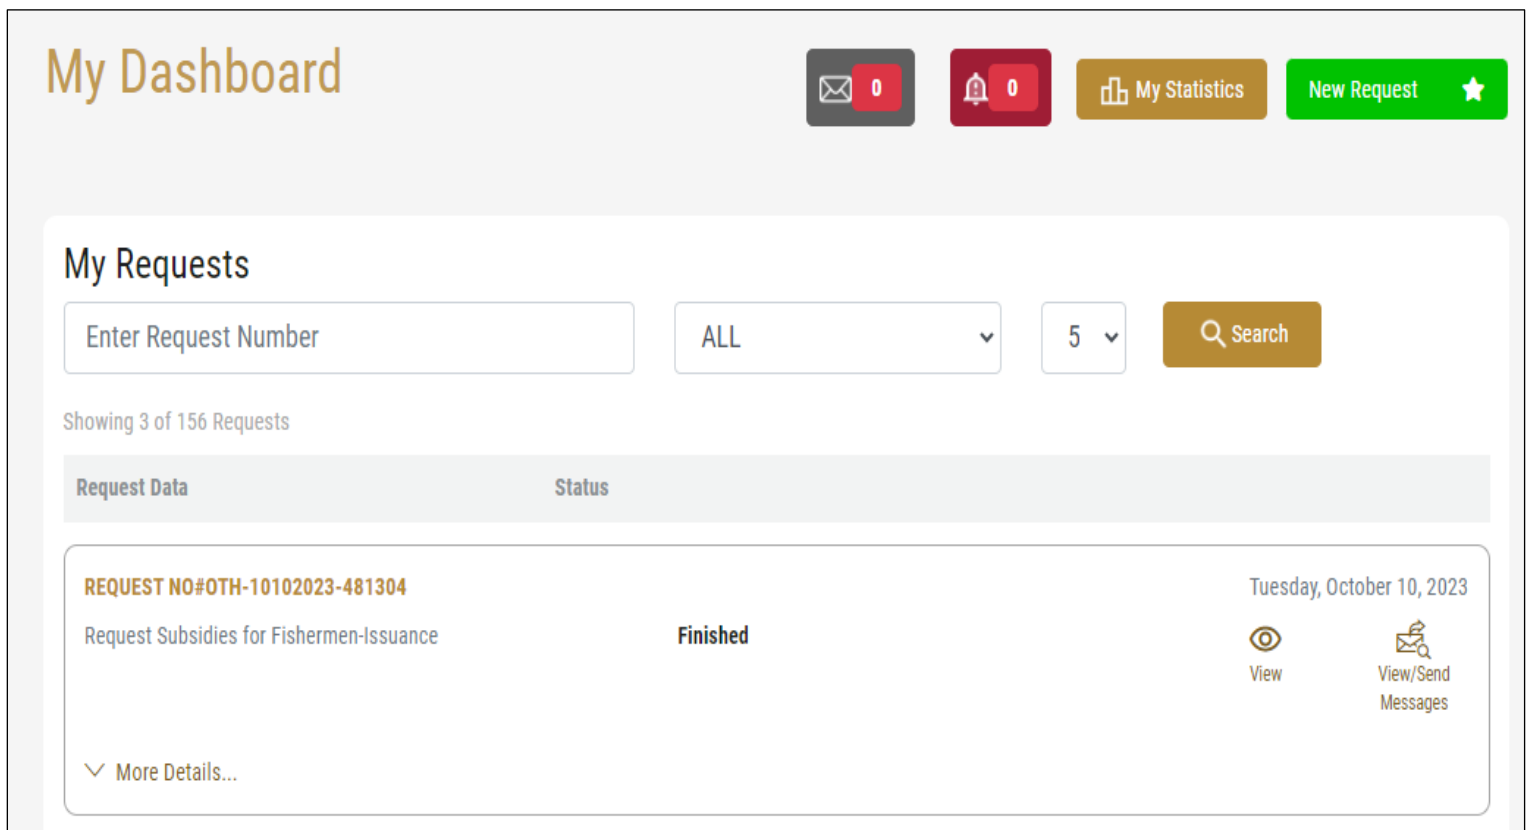 My Dashboard
0
0
My Statistics
New Request
My Requests
Enter Request Number
ALL
5
Search
Showing 3 of 156 Requests
Request Data Status
REQUEST NO#OTH-10102023-481304 Tuesday, October 10, 2023
Request Subsidies for Fishermen-Issuance Finished
View
View/Send
Messages
More Details...